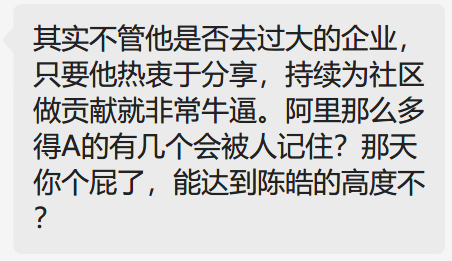 其实不管他是否去过大的企业，
只要他热衷于分享，持续为社区
做贡献就非常牛逼。阿里那么多
得A的有几个会被人记住？那天
你个屁了，能达到陈皓的高度不
？